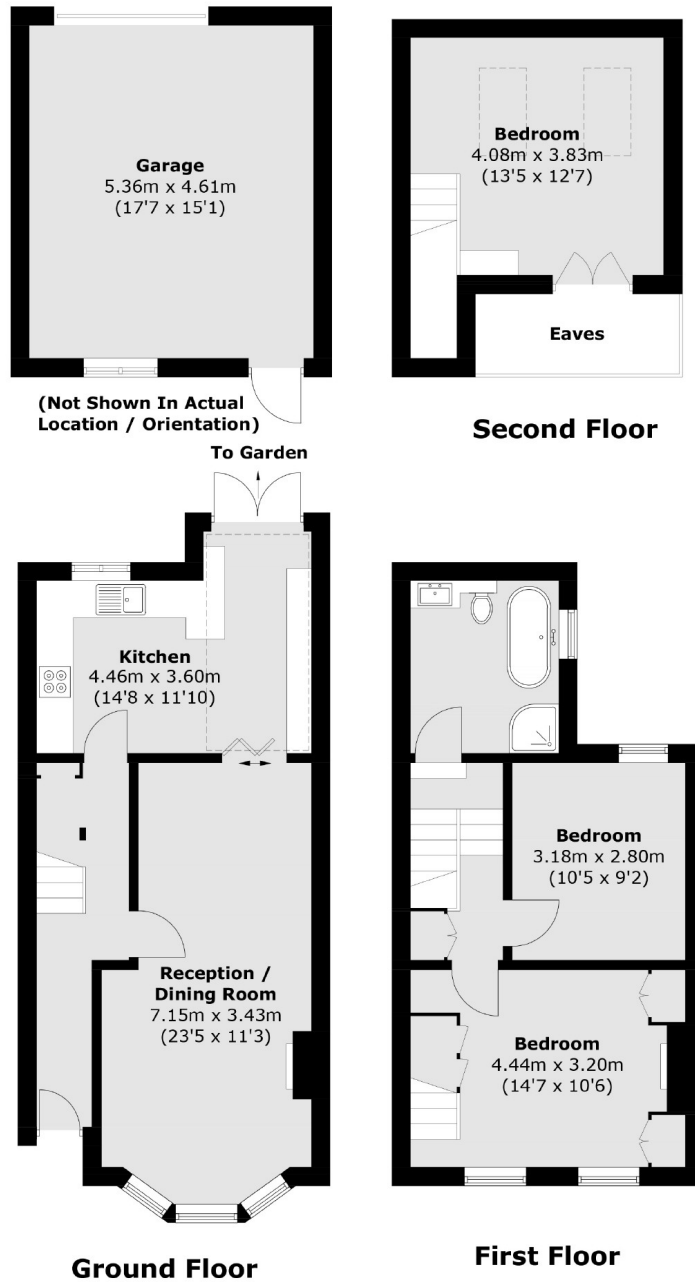 Garage
5.36m x 4.61m
(17'7 x 15'1)
(Not Shown In Actual
Location / Orientation)
Bedroom
4.08m x 3.83m
(13'5 x 12'7)
Eaves
Second Floor
To Garden
Kitchen
4.46m x 3.60m
(14'8 x 11'10)
Reception /
Dining Room
7.15m x 3.43m
(23'5 x 11'3)
Ground Floor
Bedroom
3.18m x 2.80m
(10'5 x 9'2)
Bedroom
4.44m x 3.20m
(14'7 x 10'6)
First Floor